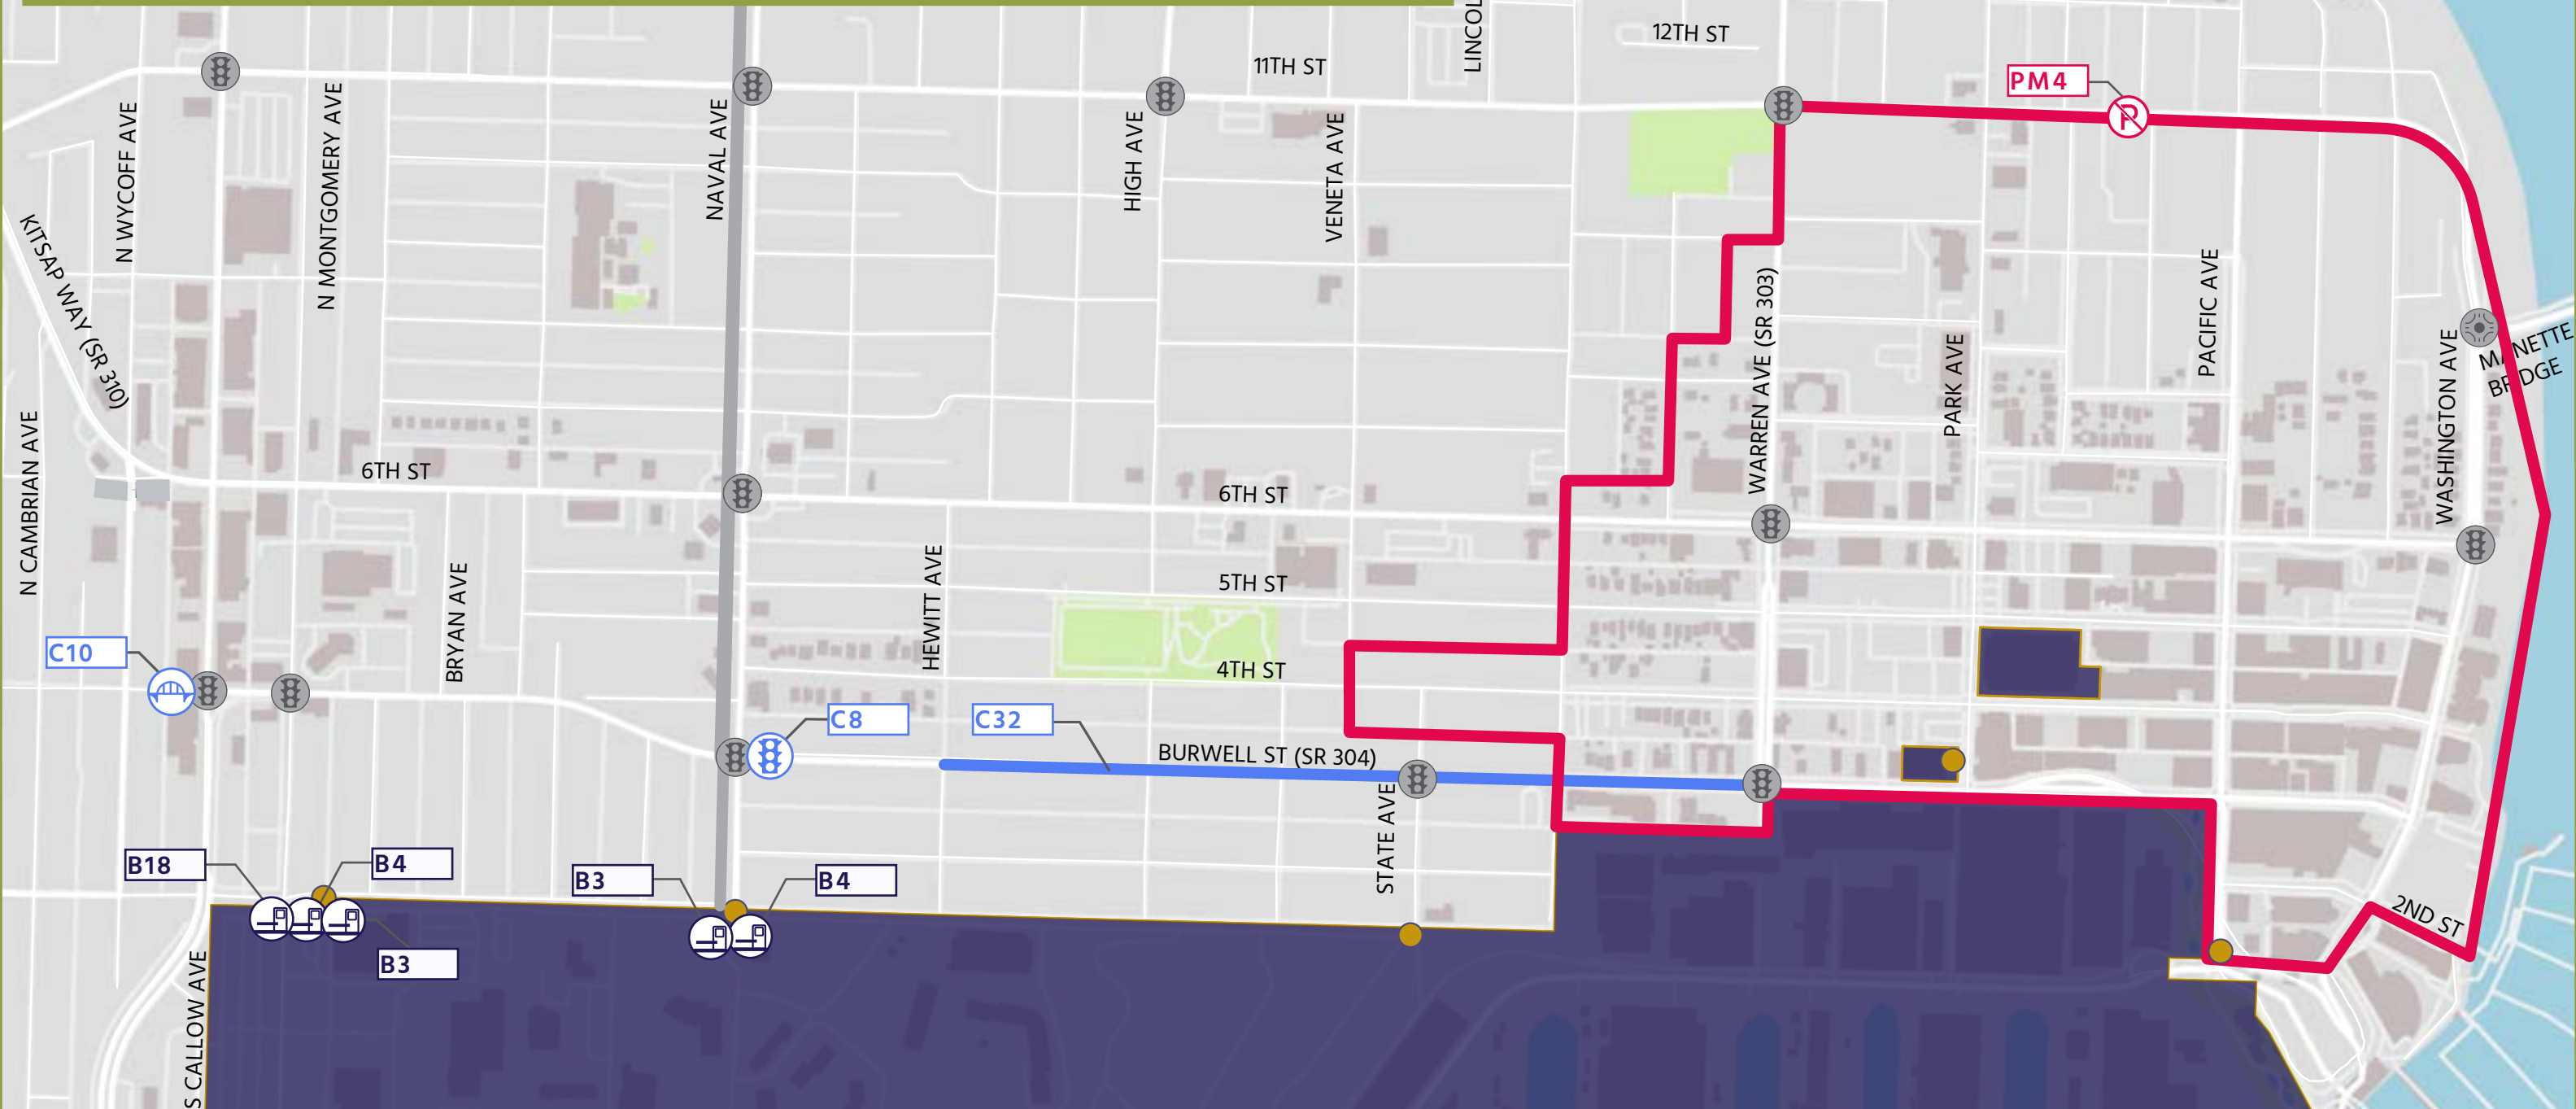 12TH ST
LINCOL
11TH ST
PM4
N WYCOFF AVE
N MONTGOMERY AVE
NAVAL AVE
HIGH AVE
VENETA AVE
KITSAP WAY (SR 310)
WARREN AVE (SR 303)
PACIFIC AVE
PARK AVE
WASHINGTON AVE
MANETTE
BRIDGE
N CAMBRIAN AVE
6TH ST
6TH ST
BRYAN AVE
HEWITT AVE
5TH ST
4TH ST
C10
C8
C32
BURWELL ST (SR 304)
STATE AVE
B18
B4
B3
B4
B3
2ND ST
S CALLOW AVE